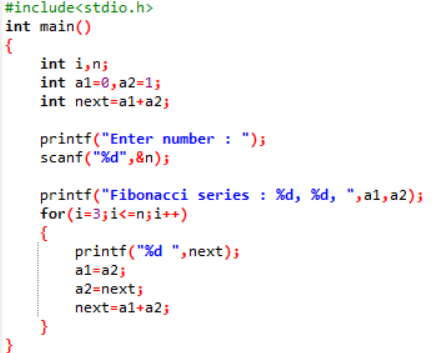 #include<stdio.h>
int main()
{
    int i,n;
    int a1=0,a2=1;
    int next=a1+a2;

    printf("Enter number : ");
    scanf("%d",&n);

    printf("Fibonacci series : %d, %d, ",a1,a2);
    for(i=3;i<=n;i++)
    {
        printf("%d ",next);
        a1=a2;
        a2=next;
        next=a1+a2;
    }
}